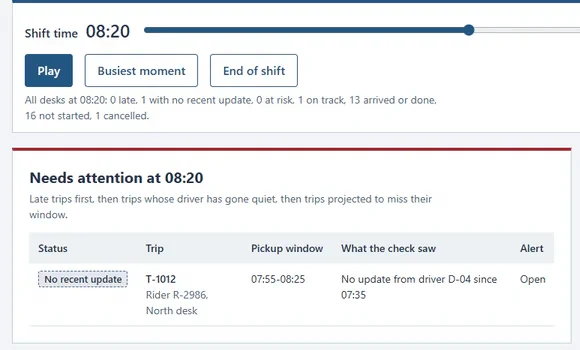 Shift time 08:20
Play Busiest moment End of shift
All desks at 08:20: 0 late, 1 with no recent update, 0 at risk, 1 on track, 13 arrived or done,
16 not started, 1 cancelled.
Needs attention at 08:20
Late trips first, then trips whose driver has gone quiet, then trips projected to miss their
window.
Status Trip Pickup window What the check saw Alert
No recent update T-1012 07:55-08:25 No update from driver D-04 since Open
Rider R-2986, 07:35
North desk